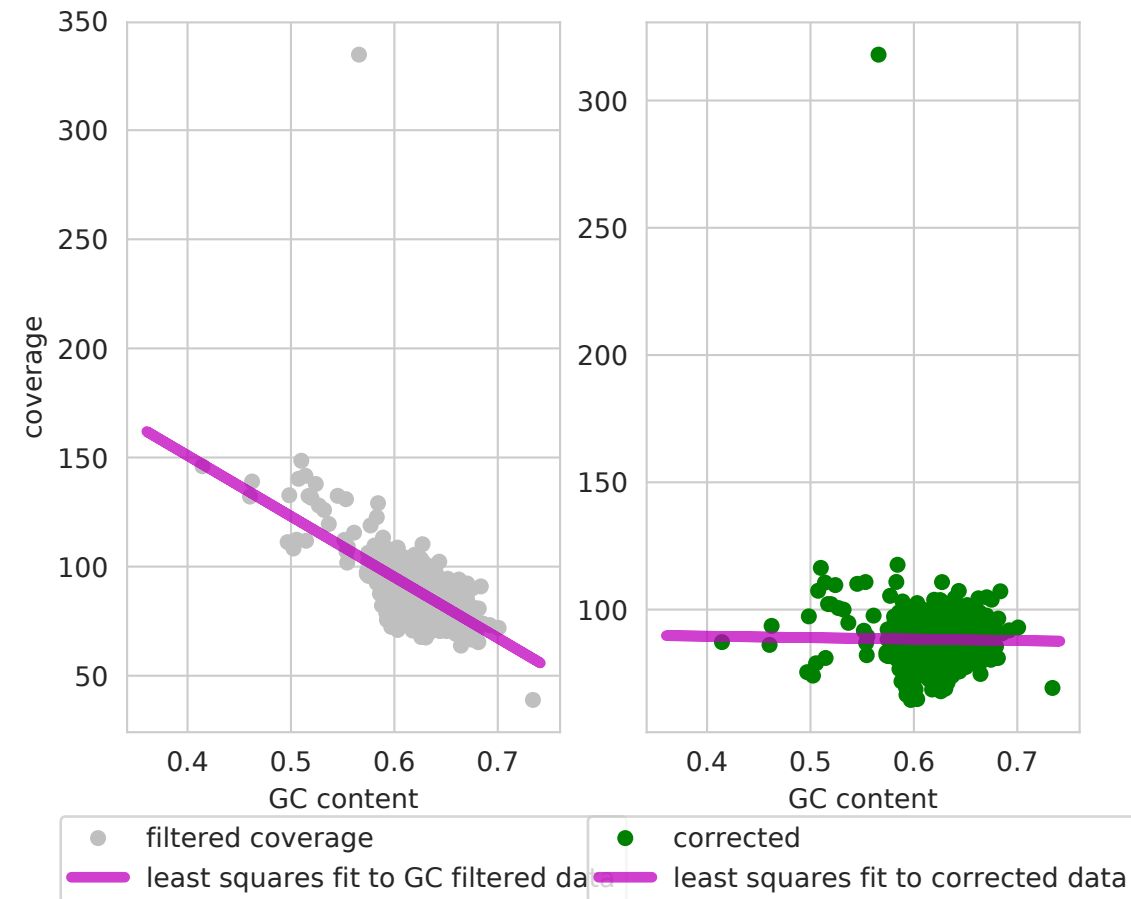 350
300
250
200
150
100
50
coverage
0.4 0.5 0.6 0.7
GC content
filtered coverage
least squares fit to GC filtered data
300
250
200
150
100
0.4 0.5 0.6 0.7
GC content
corrected
least squares fit to corrected data